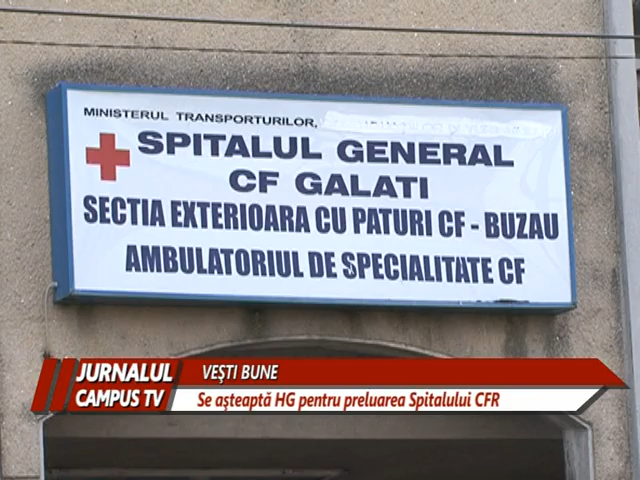 MINISTERUL TRANSPORTURILOR,
SPITALUL GENERAL
CF GALATI
SECTIA EXTERIOARA CU PATURI CF - BUZAU
AMBULATORIUL DE SPECIALITATE CF
JURNALUL
CAMPUS TV
VEŞTI BUNE
Se aşteaptă HG pentru preluarea Spitalului CFR